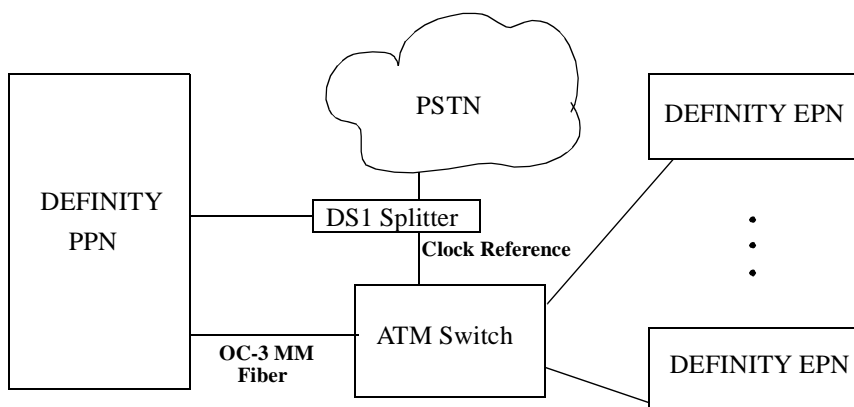 PSTN
DEFINITY EPN
DEFINITY
PPN
DS1 Splitter
Clock Reference
ATM Switch
OC-3 MM
Fiber
DEFINITY EPN